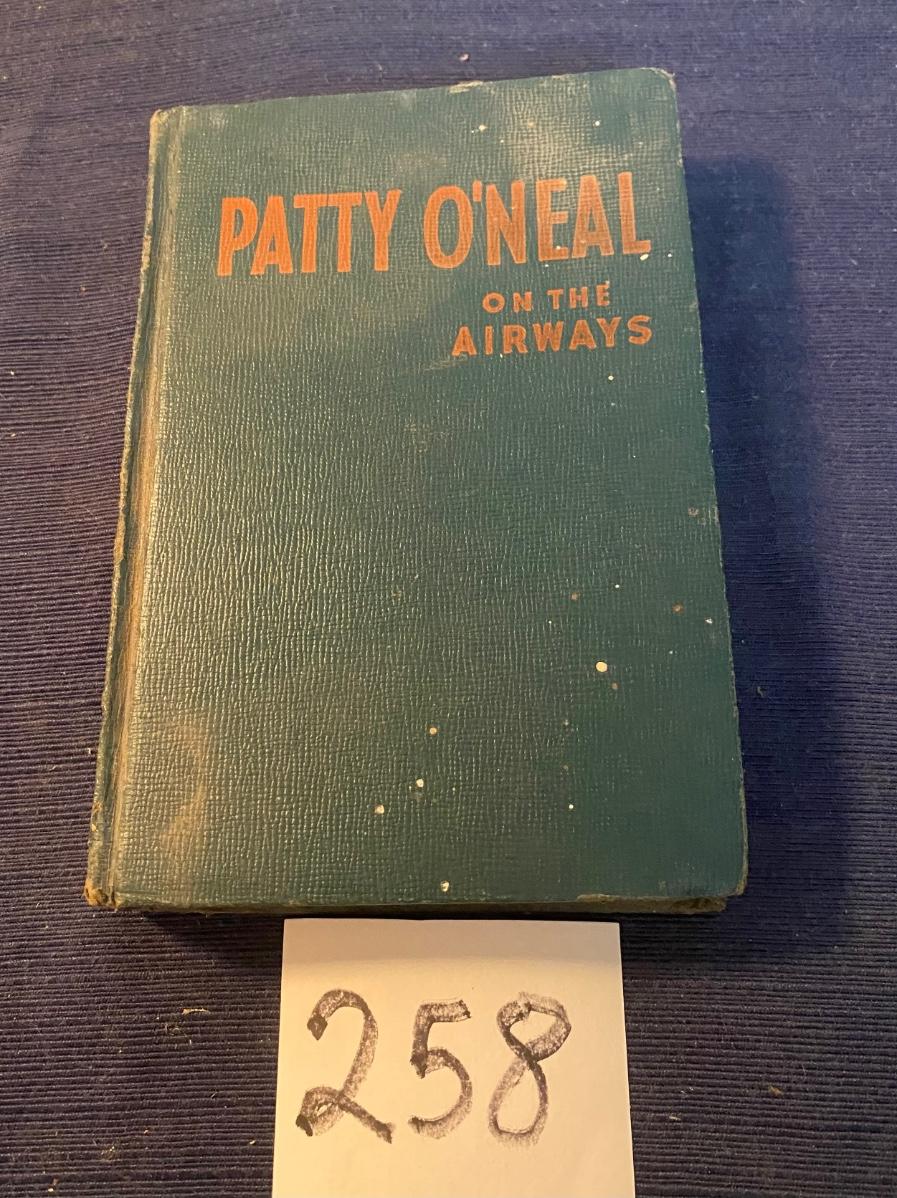 PATTY O'NEAL
ON THE
AIRWAYS
258